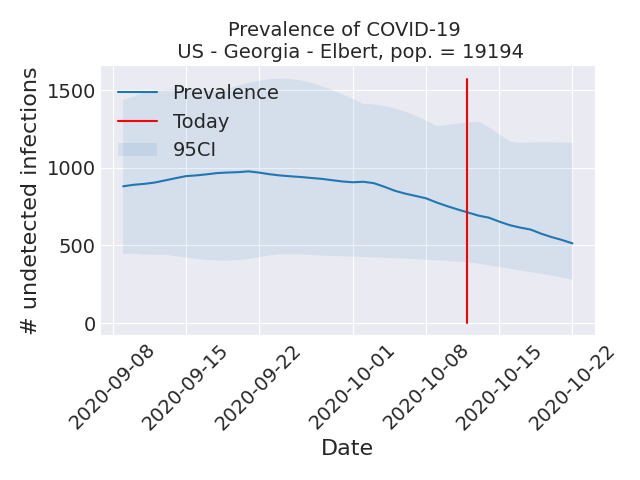 Prevalence of COVID-19
US - Georgia - Elbert, pop. = 19194
# undetected infections
1500
1000
500
0
Prevalence
Today
95CI
2020-09-08
2020-09-15
2020-09-22
2020-10-01
2020-10-08
2020-10-15
2020-10-22
Date